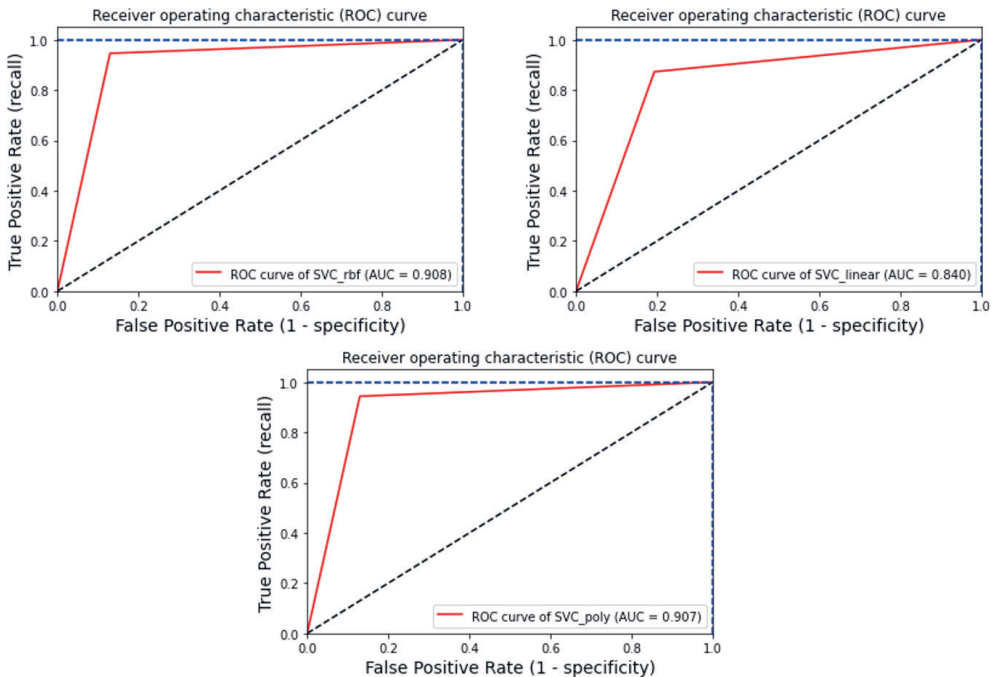 Receiver operating characteristic (ROC) curve
1.0
0.8
0.6
0.4
0.2
0.0
True Positive Rate (recall)
ROC curve of SVC_rbf (AUC = 0.908)
0.0 0.2 0.4 0.6 0.8 1.0
False Positive Rate (1 - specificity)
Receiver operating characteristic (ROC) curve
1.0
0.8
0.6
0.4
0.2
0.0
True Positive Rate (recall)
ROC curve of SVC_linear (AUC = 0.840)
0.0 0.2 0.4 0.6 0.8 1.0
False Positive Rate (1 - specificity)
Receiver operating characteristic (ROC) curve
1.0
0.8
0.6
0.4
0.2
0.0
True Positive Rate (recall)
ROC curve of SVC_poly (AUC = 0.907)
0.0 0.2 0.4 0.6 0.8 1.0
False Positive Rate (1 - specificity)